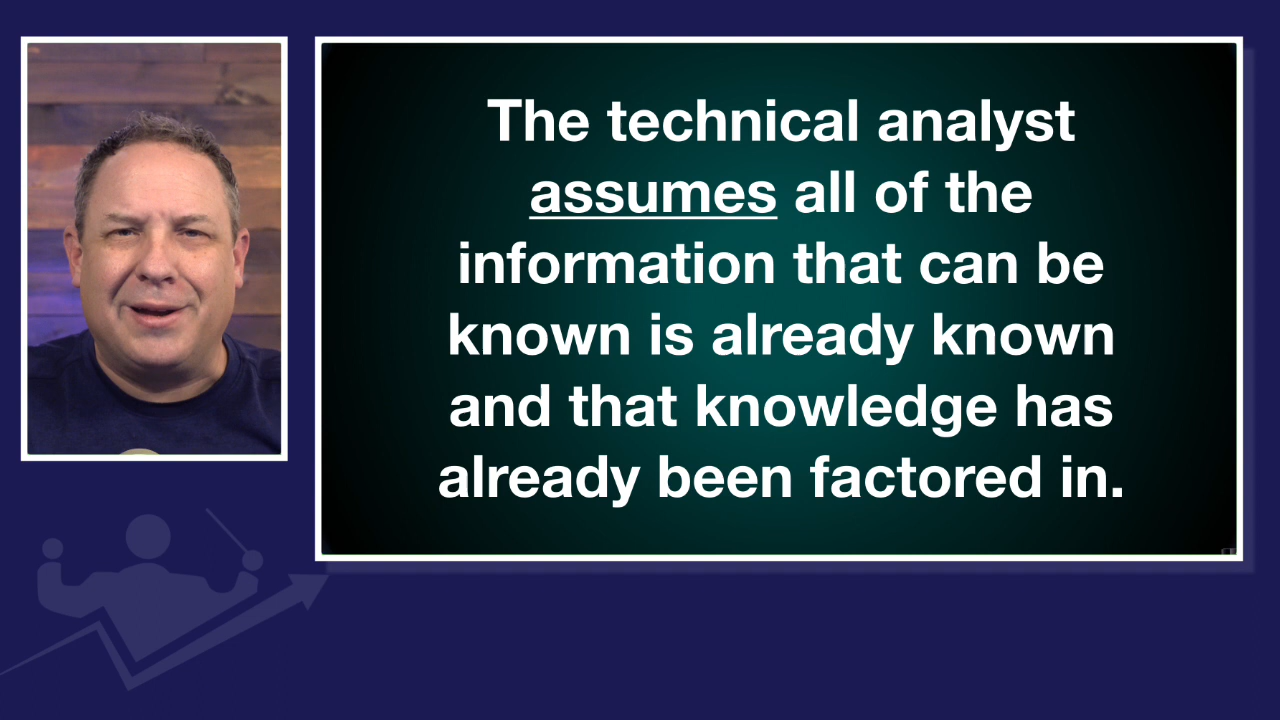 The technical analyst
assumes all of the
information that can be
known is already known
and that knowledge has
already been factored in.